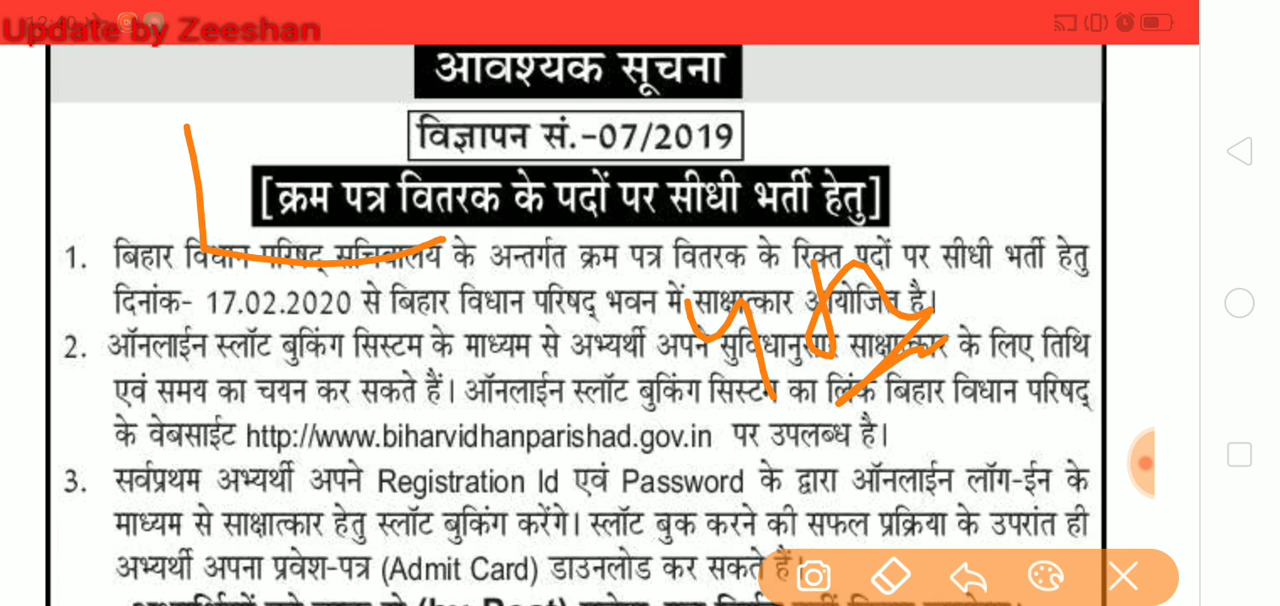 Update by Zeeshan
आवश्यक सूचना
विज्ञापन सं.-07/2019
[क्रम पत्र वितरक के पदों पर सीधी भर्ती हेतु]
1. बिहार विधान परिषद् सचिवालय के अन्तर्गत क्रम पत्र वितरक के रिक्त पदों पर सीधी भर्ती हेतु
दिनांक- 17.02.2020 से बिहार विधान परिषद् भवन में साक्षात्कार आयोजित है।
2. ऑनलाईन स्लॉट बुकिंग सिस्टम के माध्यम से अभ्यर्थी अपने सुविधानुसार साक्षात्कार के लिए तिथि
एवं समय का चयन कर सकते हैं। ऑनलाईन स्लॉट बुकिंग सिस्टम का लिंक बिहार विधान परिषद्
के वेबसाईट http://www.biharvidhanparishad.gov.in पर उपलब्ध है।
3. सर्वप्रथम अभ्यर्थी अपने Registration Id एवं Password के द्वारा ऑनलाईन लॉग-ईन के
माध्यम से साक्षात्कार हेतु स्लॉट बुकिंग करेंगे। स्लॉट बुक करने की सफल प्रक्रिया के उपरांत ही
अभ्यर्थी अपना प्रवेश-पत्र (Admit Card) डाउनलोड कर सकते हैं।